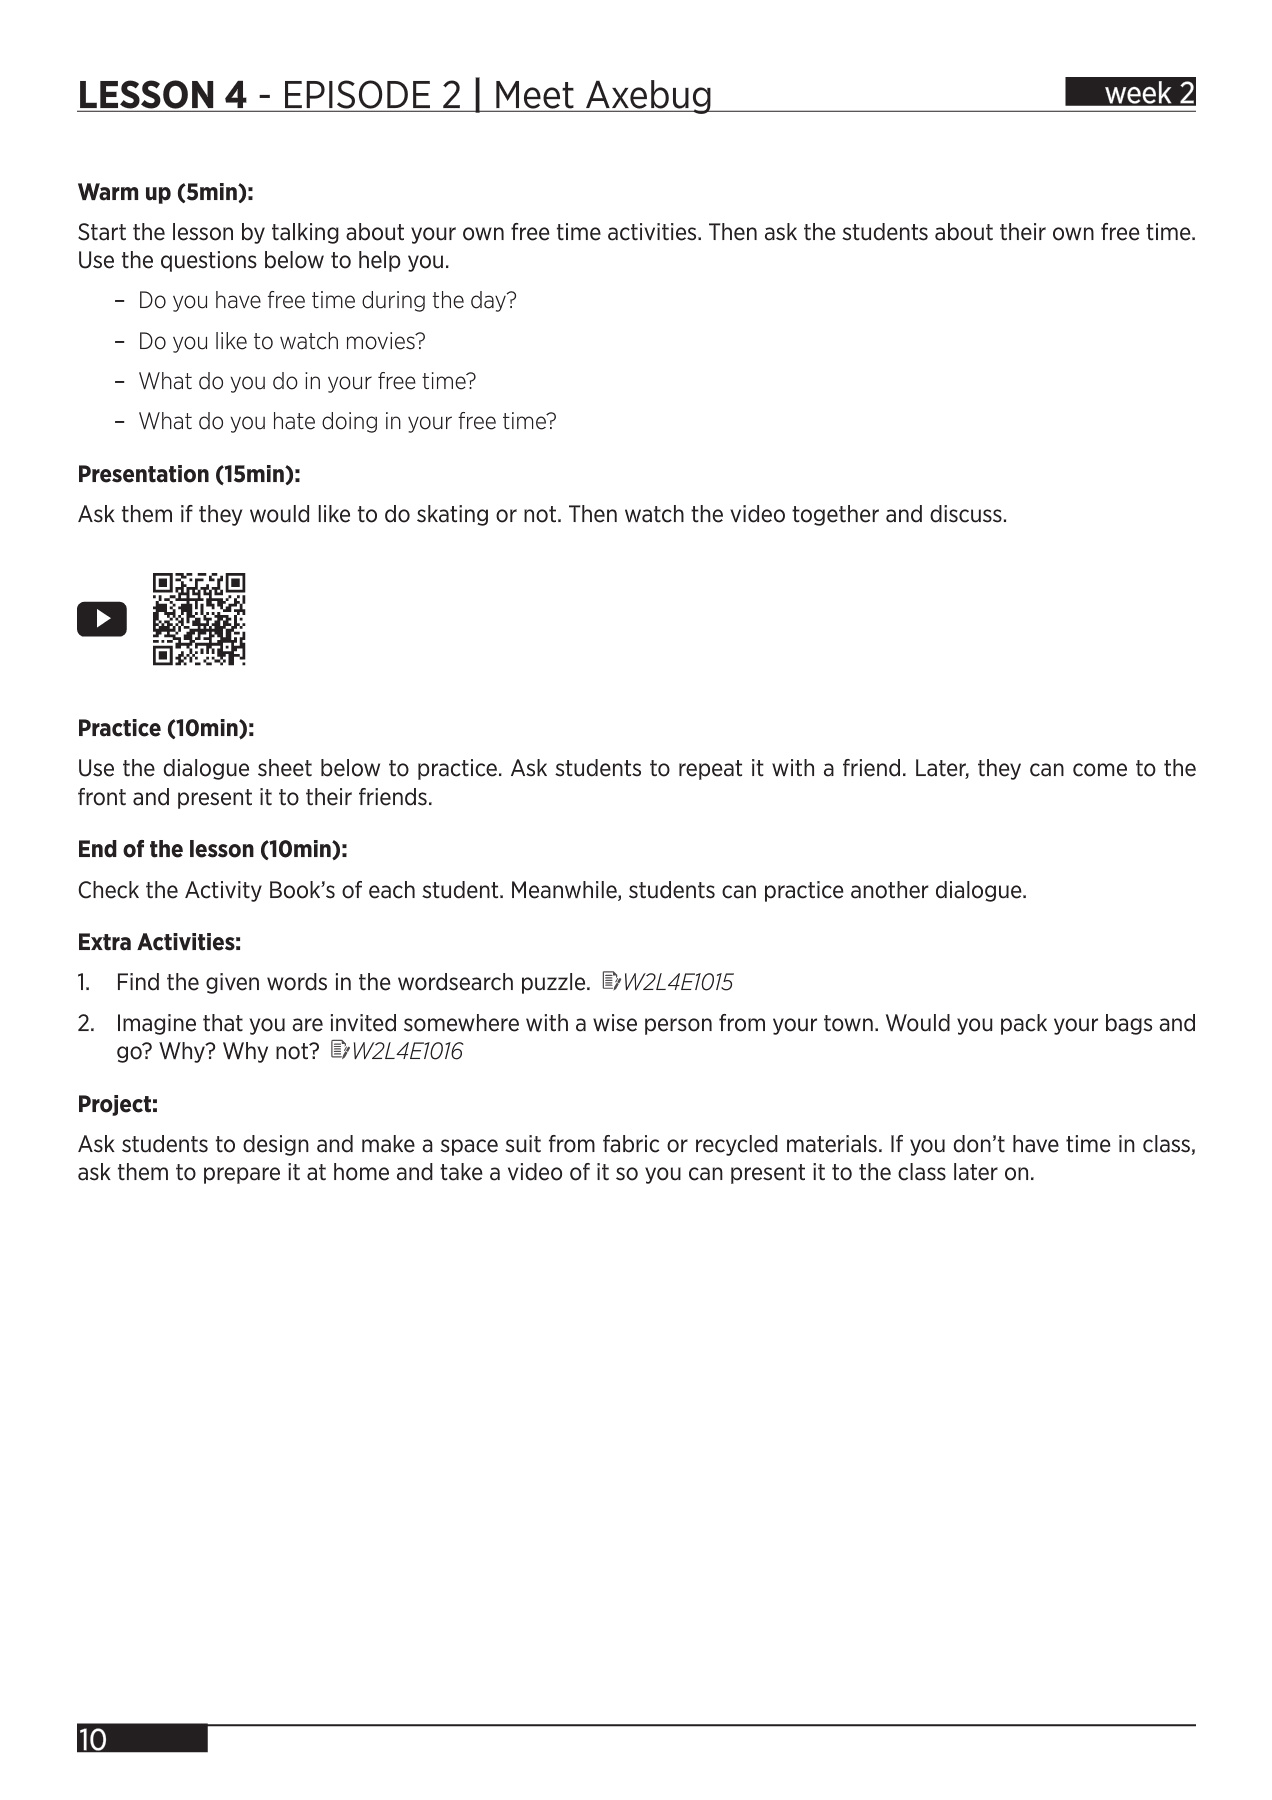 LESSON 4 - EPISODE 2 | Meet Axebug
week 2
Warm up (5min):
Start the lesson by talking about your own free time activities. Then ask the students about their own free time.
Use the questions below to help you.
– Do you have free time during the day?
– Do you like to watch movies?
– What do you do in your free time?
– What do you hate doing in your free time?
Presentation (15min):
Ask them if they would like to do skating or not. Then watch the video together and discuss.
Practice (10min):
Use the dialogue sheet below to practice. Ask students to repeat it with a friend. Later, they can come to the
front and present it to their friends.
End of the lesson (10min):
Check the Activity Book’s of each student. Meanwhile, students can practice another dialogue.
Extra Activities:
1. Find the given words in the wordsearch puzzle. W2L4E1015
2. Imagine that you are invited somewhere with a wise person from your town. Would you pack your bags and
go? Why? Why not? W2L4E1016
Project:
Ask students to design and make a space suit from fabric or recycled materials. If you don’t have time in class,
ask them to prepare it at home and take a video of it so you can present it to the class later on.
10